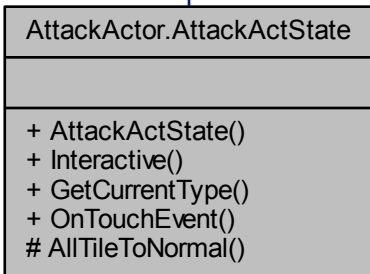 AttackActor.AttackActState
+ AttackActState()
+ Interactive()
+ GetCurrentType()
+ OnTouchEvent()
# AllTileToNormal()